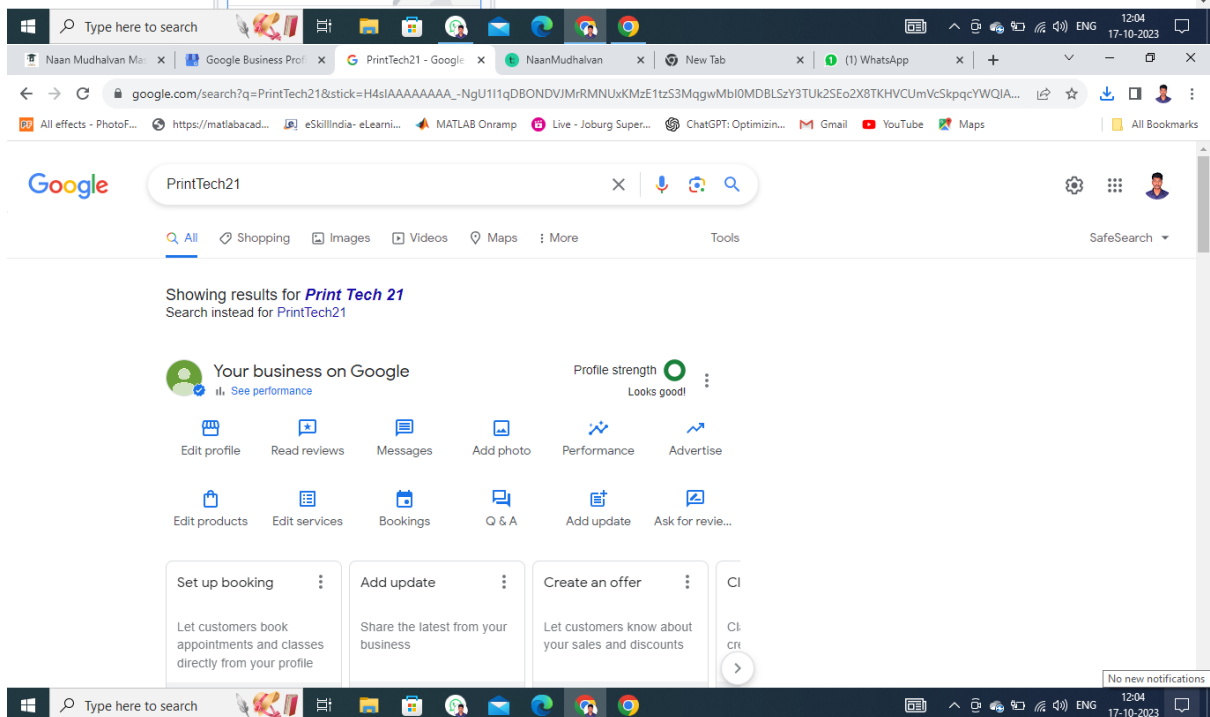 Type here to search
ENG
12:04
17-10-2023
Naan Mudhalvan Ma
Google Business Prof
PrintTech21 - Google
NaanMudhalvan
New Tab
(1) WhatsApp
All effects - PhotoF...
https://matlabacad...
eSkillIndia- eLearni...
MATLAB Onramp
Live - Joburg Super...
ChatGPT: Optimizin...
Gmail
YouTube
Maps
All Bookmarks
Google
PrintTech21
All
Shopping
Images
Videos
Maps
More
Tools
SafeSearch
Showing results for Print Tech 21
Search instead for PrintTech21
Your business on Google
See performance
Profile strength
Looks good!
Edit profile
Read reviews
Messages
Add photo
Performance
Advertise
Edit products
Edit services
Bookings
Q & A
Add update
Ask for revie...
Set up booking
Let customers book
appointments and classes
directly from your profile
Add update
Share the latest from your
business
Create an offer
Let customers know about
your sales and discounts
No new notifications
Type here to search
ENG
12:04
17-10-2023